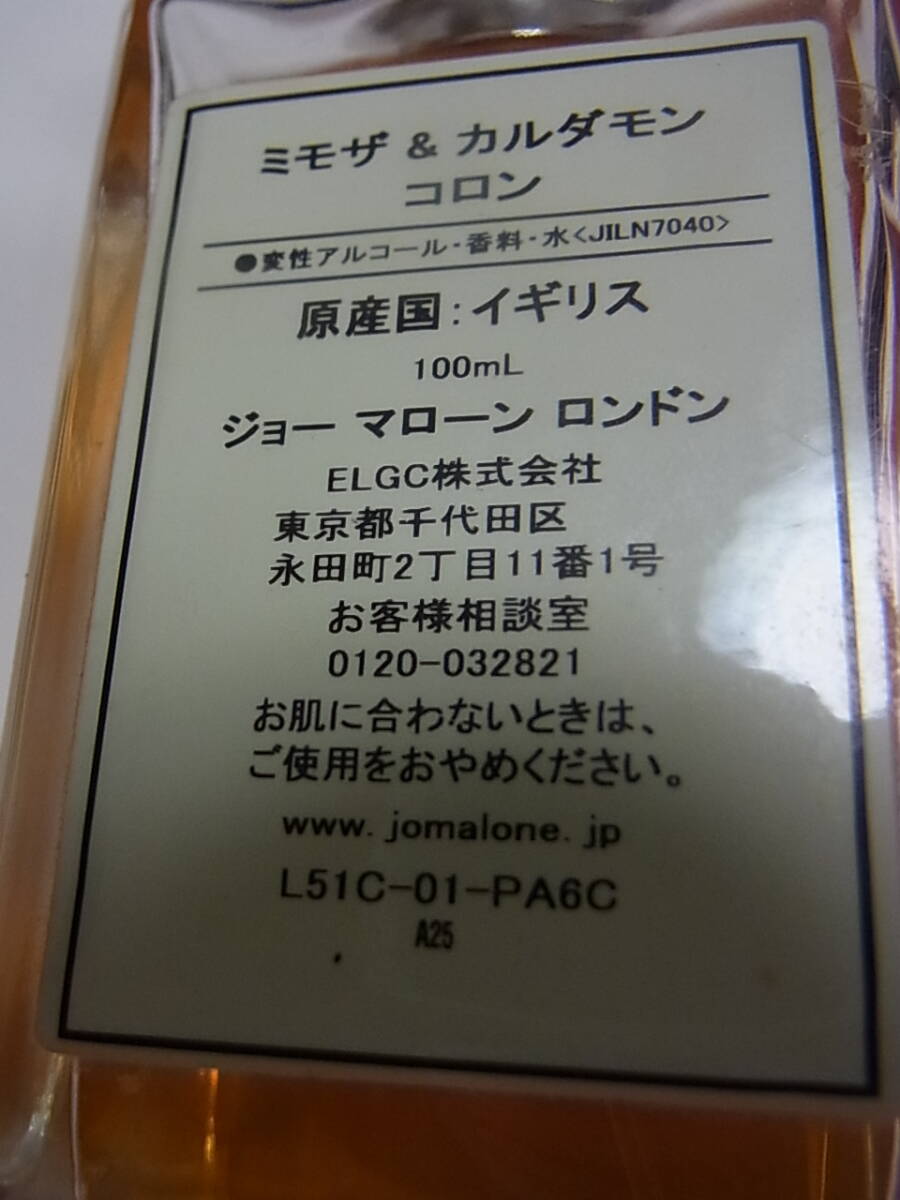 ミモザ & カルダモン
コロン
●変性アルコール・香料・水<JILN7040>
原産国:イギリス
100mL
ジョー マローン ロンドン
ELGC株式会社
東京都千代田区
永田町2丁目11番1号
お客様相談室
0120-032821
お肌に合わないときは、
ご使用をおやめください。
www.jomalone.jp
L51C-01-PA6C
A25